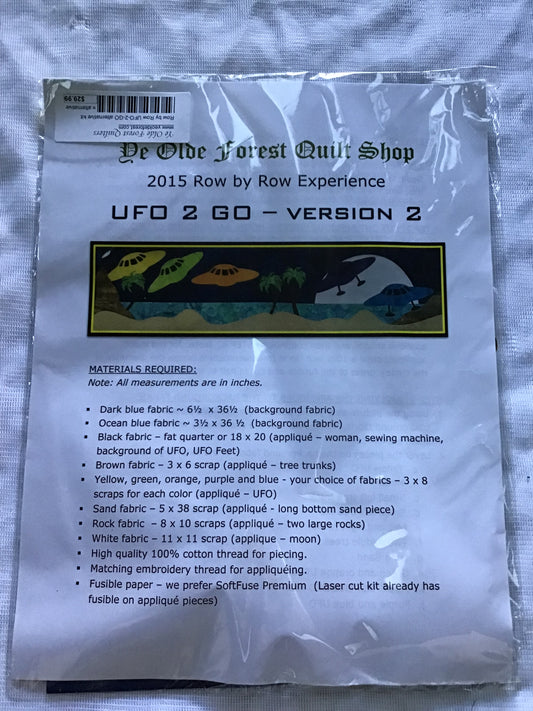 Ye Olde Forest Quilters
www.yeoldeforest.com
Row by Row UFO-2-GO alternative kit
x alternative $29.99
Ye Olde Forest Quilt Shop
2015 Row by Row Experience
UFO 2 GO – VERSION 2
MATERIALS REQUIRED:
Note: All measurements are in inches.
▪ Dark blue fabric ~ 6½ x 36½ (background fabric)
▪ Ocean blue fabric ~ 3½ x 36 ½ (background fabric)
▪ Black fabric – fat quarter or 18 x 20 (appliqué – woman, sewing machine,
background of UFO, UFO Feet)
▪ Brown fabric – 3 x 6 scrap (appliqué – tree trunks)
▪ Yellow, green, orange, purple and blue - your choice of fabrics – 3 x 8
scraps for each color (appliqué – UFO)
▪ Sand fabric – 5 x 38 scrap (appliqué - long bottom sand piece)
▪ Rock fabric – 8 x 10 scraps (appliqué – two large rocks)
▪ White fabric – 11 x 11 scrap (applique – moon)
▪ High quality 100% cotton thread for piecing.
▪ Matching embroidery thread for appliquéing.
▪ Fusible paper – we prefer SoftFuse Premium (Laser cut kit already has
fusible on appliqué pieces)